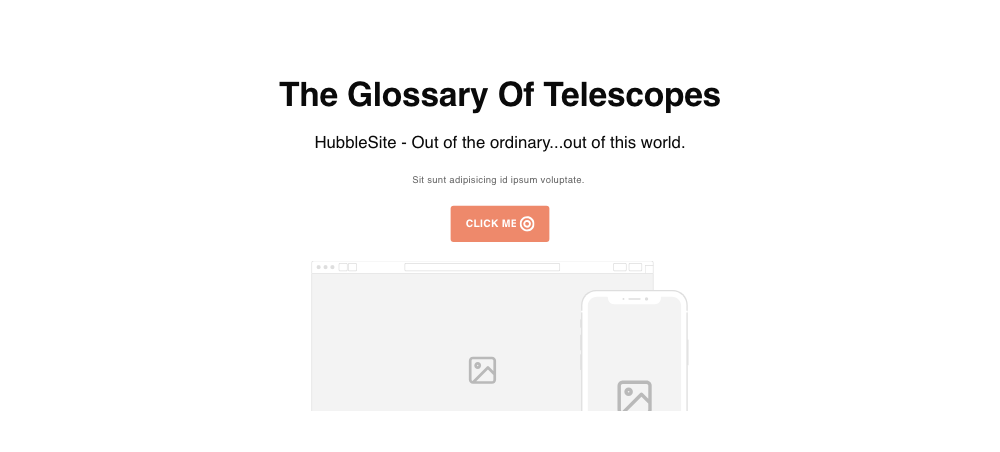 The Glossary Of Telescopes
HubbleSite - Out of the ordinary...out of this world.
Sit sunt adipisicing id ipsum voluptate.
CLICK ME